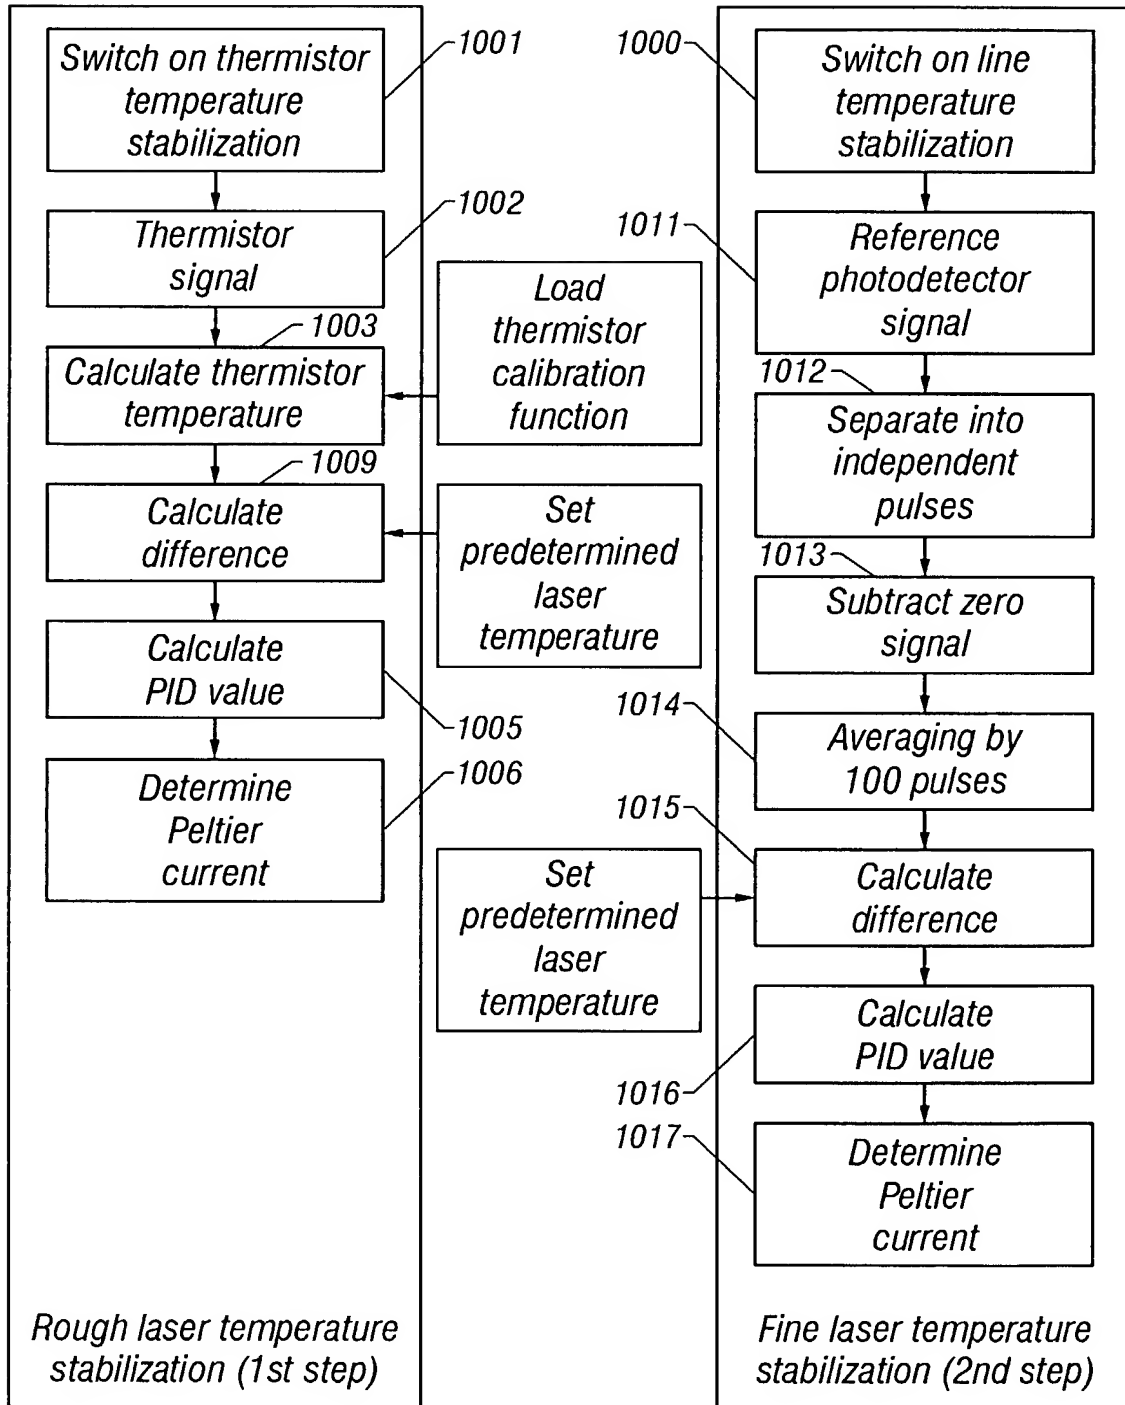 Switch on thermistor
temperature
stabilization
1001
Thermistor
signal
1002
1003
Calculate thermistor
temperature
1009
Calculate
difference
Calculate
PID value
1005
1006
Determine
Peltier
current
Rough laser temperature
stabilization (1st step)
Load
thermistor
calibration
function
Set
predetermined
laser
temperature
Set
predetermined
laser
temperature
1000
Switch on line
temperature
stabilization
1011
Reference
photodetector
signal
1012
Separate into
independent
pulses
1013
Subtract zero
signal
1014
Averaging by
100 pulses
1015
Calculate
difference
Calculate
PID value
1016
1017
Determine
Peltier
current
Fine laser temperature
stabilization (2nd step)